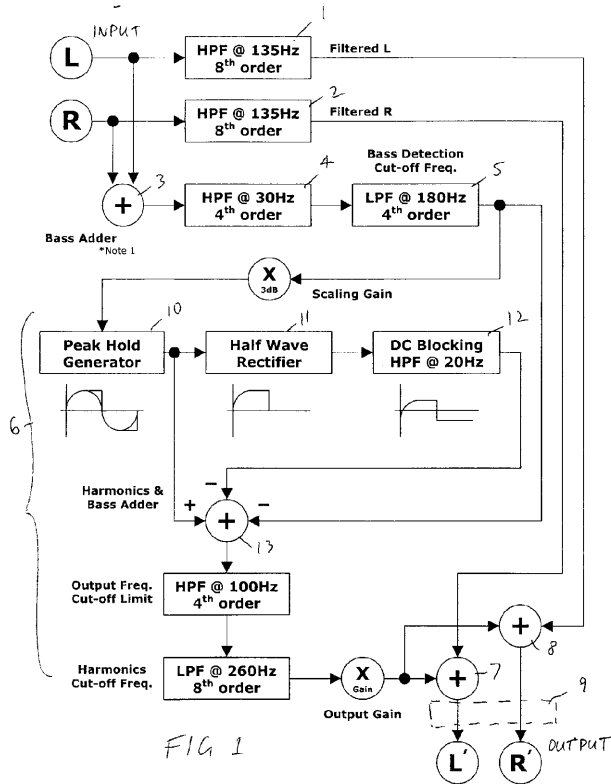 INPUT
1
L
HPF @ 135Hz
8th order
Filtered L
2
R
HPF @ 135Hz
8th order
Filtered R
3
4
Bass Detection
Cut-off Freq.
5
+
HPF @ 30Hz
4th order
LPF @ 180Hz
4th order
Bass Adder
*Note 1
X
3dB
Scaling Gain
10
11
12
Peak Hold
Generator
Half Wave
Rectifier
DC Blocking
HPF @ 20Hz
6
Harmonics &
Bass Adder
+
-
-
+
13
Output Freq.
Cut-off Limit
HPF @ 100Hz
4th order
+
8
Harmonics
Cut-off Freq.
LPF @ 260Hz
8th order
X
Gain
Output Gain
+
7
9
FIG 1
L'
R'
OUTPUT